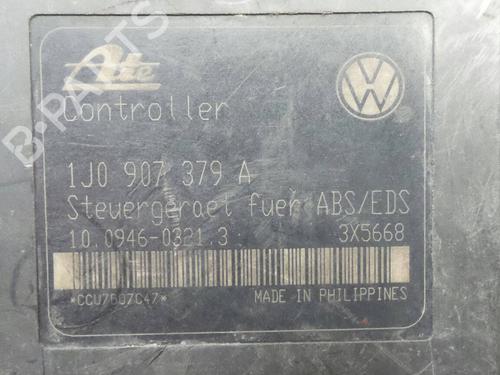 Ate
Controller
1J0 907 379 A
Steuergeraet fuer ABS/EDS
10.0946-0321.3 3X5668
*CCU7607C47*
MADE IN PHILIPPINES
B-PARTS